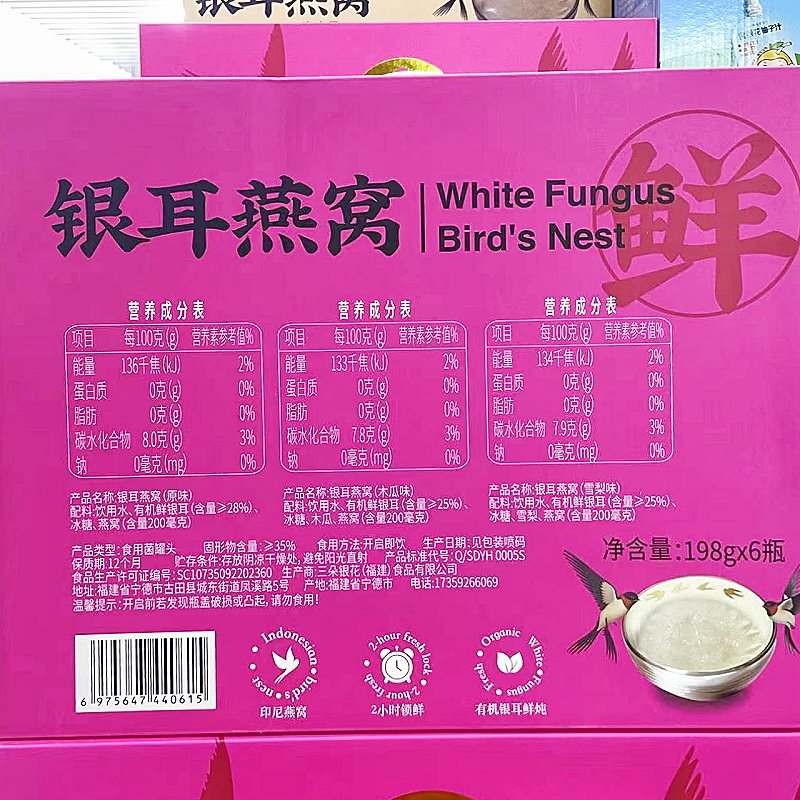 银耳燕窝
银耳燕窝
White Fungus
Bird's Nest
鲜
营养成分表
项目 每100克(g) 营养素参考值%
能量 136千焦(kJ) 2%
蛋白质 0克(g) 0%
脂肪 0克(g) 0%
碳水化合物 8.0克(g) 3%
钠 0毫克(mg) 0%
营养成分表
项目 每100克(g) 营养素参考值%
能量 133千焦(kJ) 2%
蛋白质 0克(g) 0%
脂肪 0克(g) 0%
碳水化合物 7.8克(g) 3%
钠 0毫克(mg) 0%
营养成分表
项目 每100克(g) 营养素参考值%
能量 134千焦(kJ) 2%
蛋白质 0克(g) 0%
脂肪 0克(g) 0%
碳水化合物 7.9克(g) 3%
钠 0毫克(mg) 0%
产品名称:银耳燕窝(原味)
配料:饮用水、有机鲜银耳(含量≥28%)、
冰糖、燕窝(含量200毫克)
产品名称:银耳燕窝(木瓜味)
配料:饮用水、有机鲜银耳(含量≥25%)、
冰糖、木瓜、燕窝(含量200毫克)
产品名称:银耳燕窝(雪梨味)
配料:饮用水、有机鲜银耳(含量≥25%)、
冰糖、雪梨、燕窝(含量200毫克)
产品类型:食用菌罐头 固形物含量:≥35% 食用方法:开启即饮 生产日期:见包装喷码
保质期12个月 贮存条件:存放阴凉干燥处,避免阳光直射 产品标准代号:Q/SDYH 0005S
食品生产许可证编号:SC10735092202360 生产商:三朵银花(福建)食品有限公司
地址:福建省宁德市古田县城东街道凤溪路5号 产地:福建省宁德市 电话:17359266069
温馨提示:开启前若发现瓶盖破损或凸起,请勿食用!
净含量:198gx6瓶
6 975647 440615
Indonesian bird's nest
印尼燕窝
2-hour fresh lock 2-hour fresh
2小时锁鲜
Organic White Fungus Fresh
有机银耳鲜炖